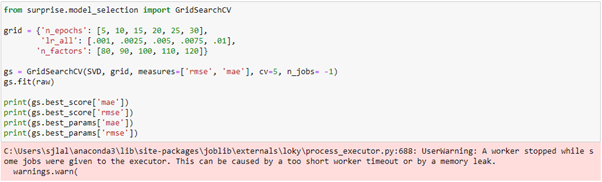 from surprise.model_selection import GridSearchCV
grid = {'n_epochs': [5, 10, 15, 20, 25, 30],
'lr_all': [.001, .0025, .005, .0075, .01],
'n_factors': [80, 90, 100, 110, 120]}
gs = GridSearchCV(SVD, grid, measures=['rmse', 'mae'], cv=5, n_jobs= -1)
gs.fit(raw)
print(gs.best_score['mae'])
print(gs.best_score['rmse'])
print(gs.best_params['mae'])
print(gs.best_params['rmse'])
C:\Users\sjlal\anaconda3\lib\site-packages\joblib\externals\loky\process_executor.py:688: UserWarning: A worker stopped while s
ome jobs were given to the executor. This can be caused by a too short worker timeout or by a memory leak.
warnings.warn(